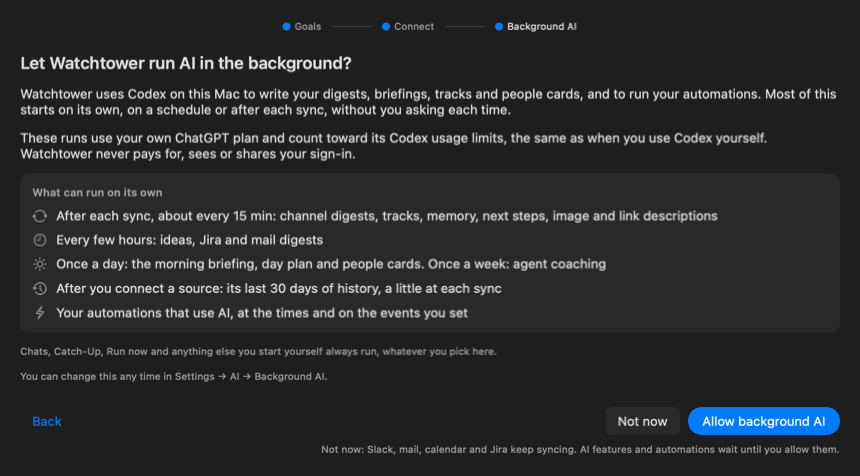 Goals
Connect
Background AI
Let Watchtower run AI in the background?
Watchtower uses Codex on this Mac to write your digests, briefings, tracks and people cards, and to run your automations. Most of this
starts on its own, on a schedule or after each sync, without you asking each time.
These runs use your own ChatGPT plan and count toward its Codex usage limits, the same as when you use Codex yourself.
Watchtower never pays for, sees or shares your sign-in.
What can run on its own
After each sync, about every 15 min: channel digests, tracks, memory, next steps, image and link descriptions
Every few hours: ideas, Jira and mail digests
Once a day: the morning briefing, day plan and people cards. Once a week: agent coaching
After you connect a source: its last 30 days of history, a little at each sync
Your automations that use AI, at the times and on the events you set
Chats, Catch-Up, Run now and anything else you start yourself always run, whatever you pick here.
You can change this any time in Settings → AI → Background AI.
Back
Not now
Allow background AI
Not now: Slack, mail, calendar and Jira keep syncing. AI features and automations wait until you allow them.